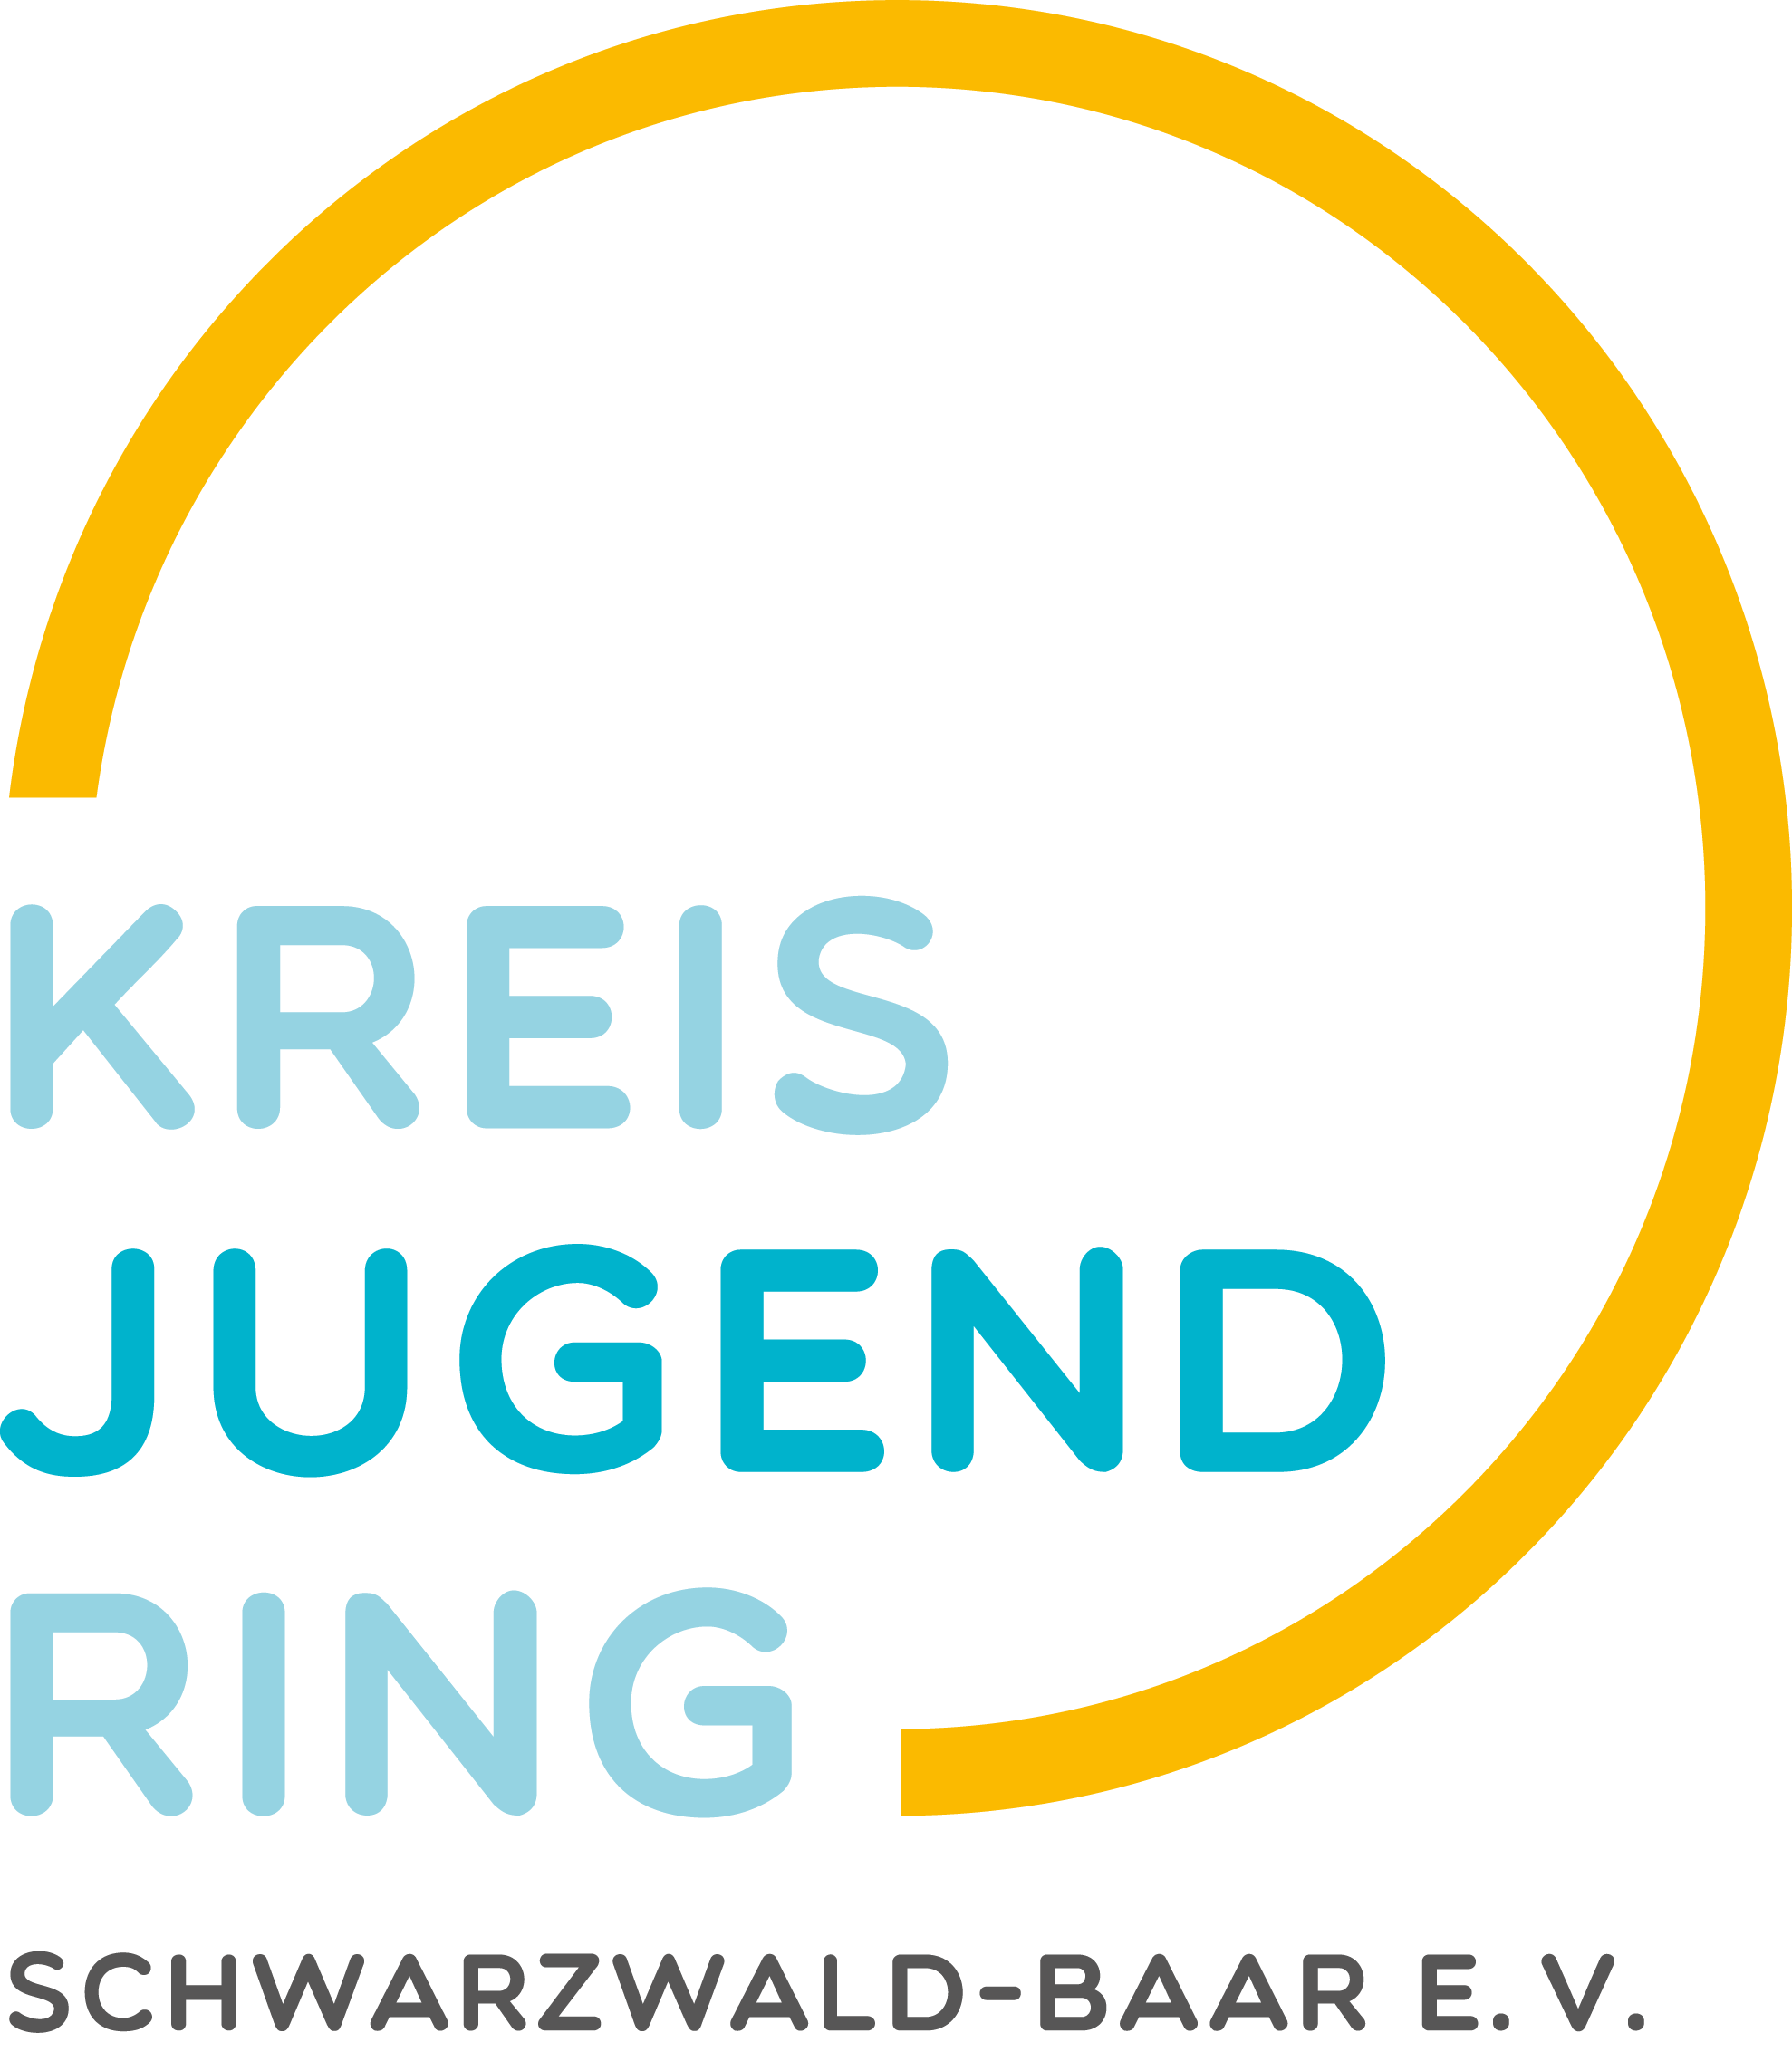 KREIS
JUGEND
RING
SCHWARZWALD-BAAR E. V.